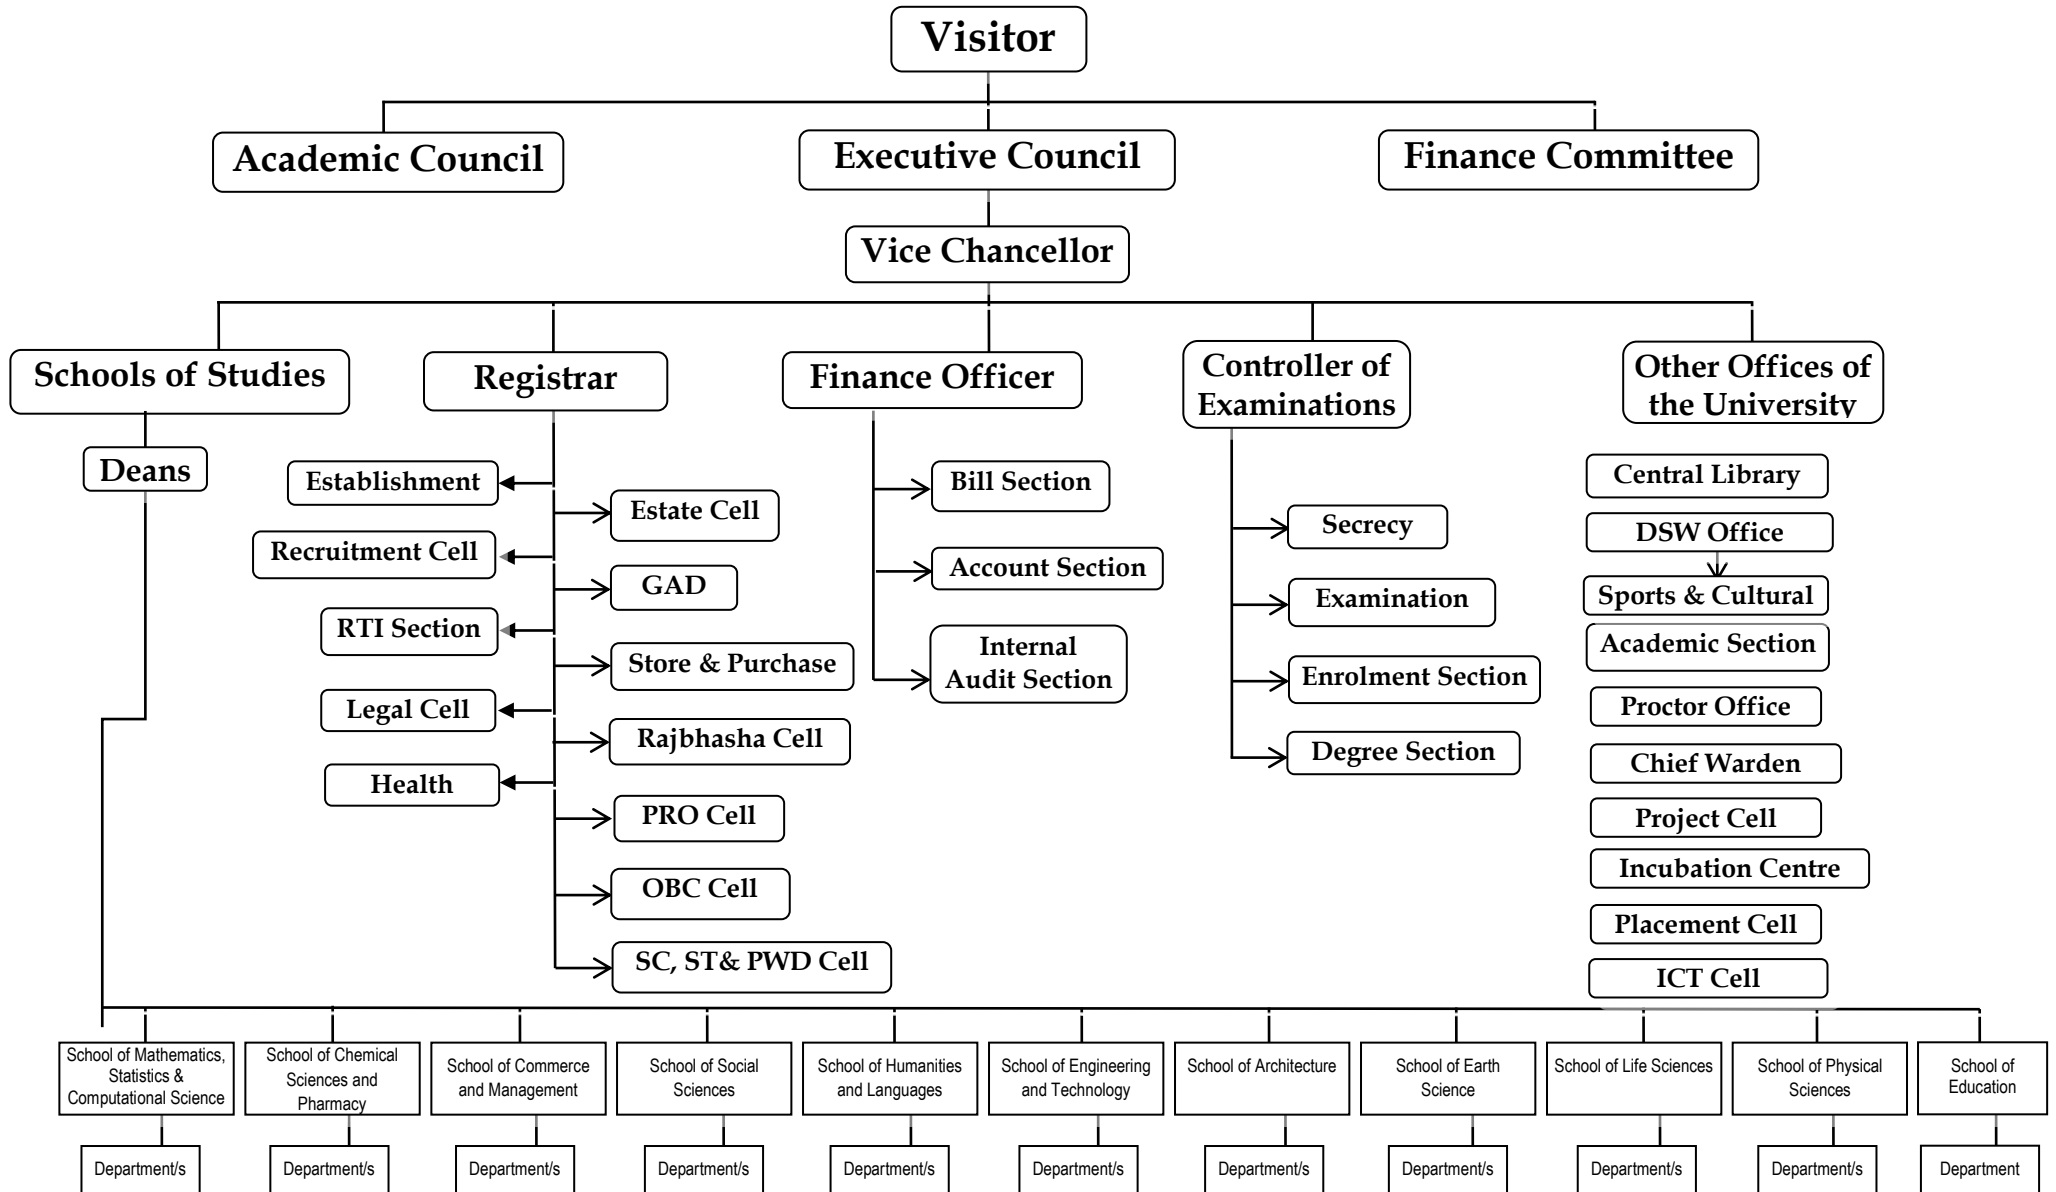 Visitor
Academic Council
Executive Council
Finance Committee
Vice Chancellor
Schools of Studies
Registrar
Finance Officer
Controller of
Examinations
Other Offices of
the University
Deans
Establishment
Recruitment Cell
RTI Section
Legal Cell
Health
Estate Cell
GAD
Store & Purchase
Rajbhasha Cell
PRO Cell
OBC Cell
SC, ST& PWD Cell
Bill Section
Account Section
Internal
Audit Section
Secrecy
Examination
Enrolment Section
Degree Section
Central Library
DSW Office
Sports & Cultural
Academic Section
Proctor Office
Chief Warden
Project Cell
Incubation Centre
Placement Cell
ICT Cell
School of Mathematics,
Statistics &
Computational Science
School of Chemical
Sciences and
Pharmacy
School of Commerce
and Management
School of Social
Sciences
School of Humanities
and Languages
School of Engineering
and Technology
School of Architecture
School of Earth
Science
School of Life Sciences
School of Physical
Sciences
School of
Education
Department/s
Department/s
Department/s
Department/s
Department/s
Department/s
Department/s
Department/s
Department/s
Department/s
Department